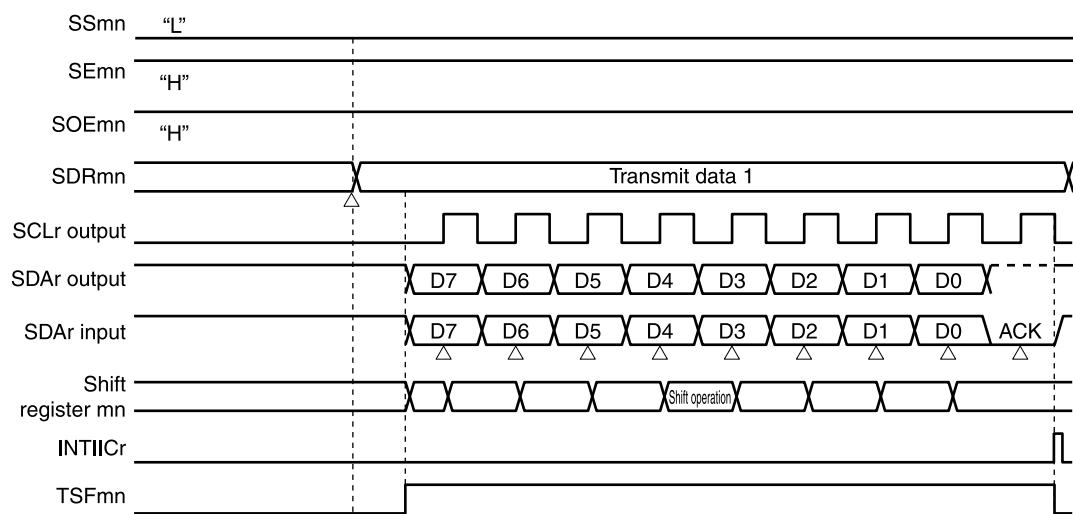 SSmn “L”
SEmn
“H”
SOEmn
“H”
SDRmn Transmit data 1
SCLr output
SDAr output D7 D6 D5 D4 D3 D2 D1 D0
SDAr input D7 D6 D5 D4 D3 D2 D1 D0 ACK
Shift
register mn Shift operation
INTIICr
TSFmn